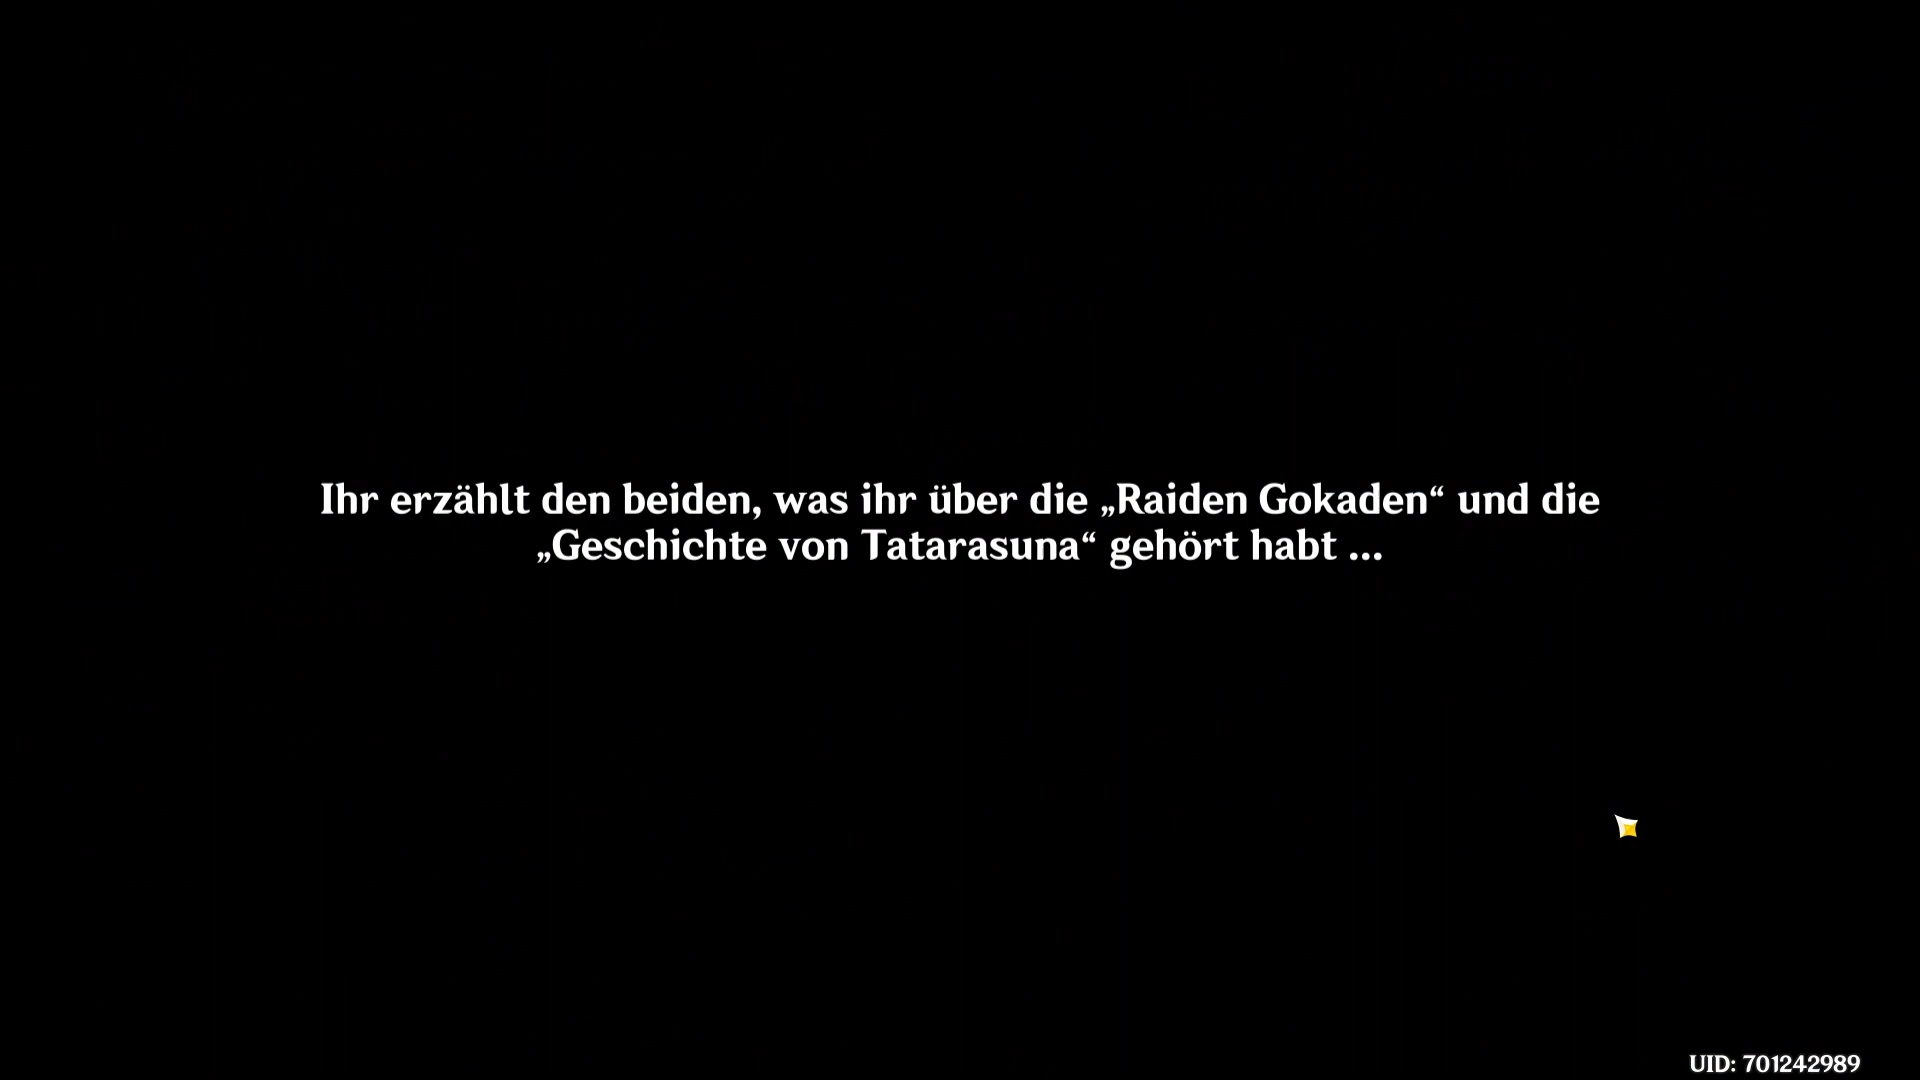 Ihr erzählt den beiden, was ihr über die „Raiden Gokaden“ und die
„Geschichte von Tatarasuna“ gehört habt ...
UID: 701242989